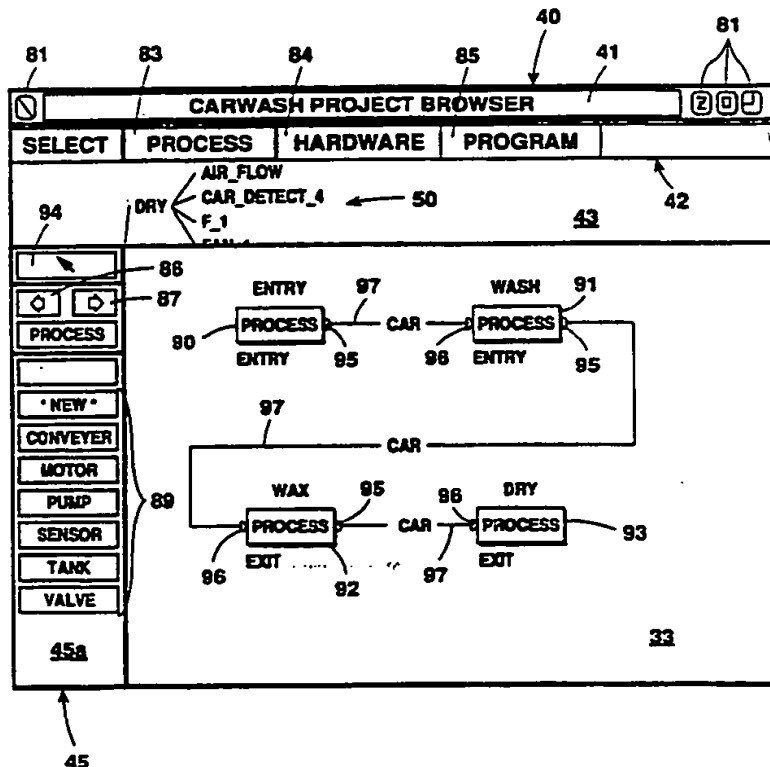 40
81
83
84
85
81
CARWASH PROJECT BROWSER
41
SELECT PROCESS HARDWARE PROGRAM
42
AIR_FLOW
DRY
CAR_DETECT_4
50
F_1
43
94
86
87
PROCESS
*NEW*
CONVEYER
MOTOR
PUMP
SENSOR
TANK
VALVE
89
45a
45
ENTRY
97
WASH
91
90
PROCESS
CAR
PROCESS
95
96
95
ENTRY
ENTRY
97
CAR
WAX
95
96
DRY
PROCESS
CAR
PROCESS
93
96
EXIT
92
97
EXIT
33